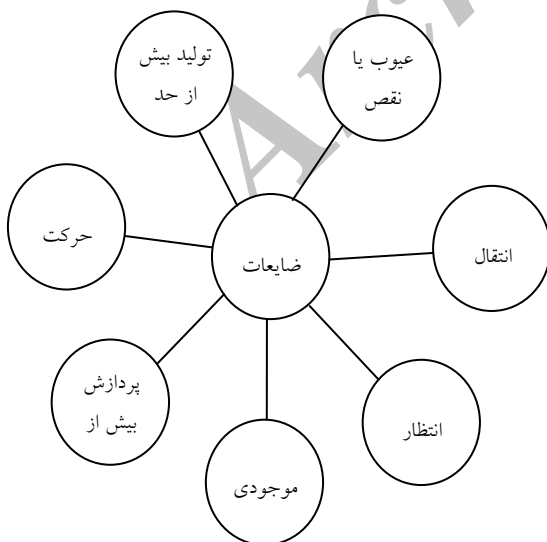 تولید بیش
از حد
عیوب یا
نقص
حرکت
ضایعات
انتقال
پردازش
بیش از
انتظار
موجودی